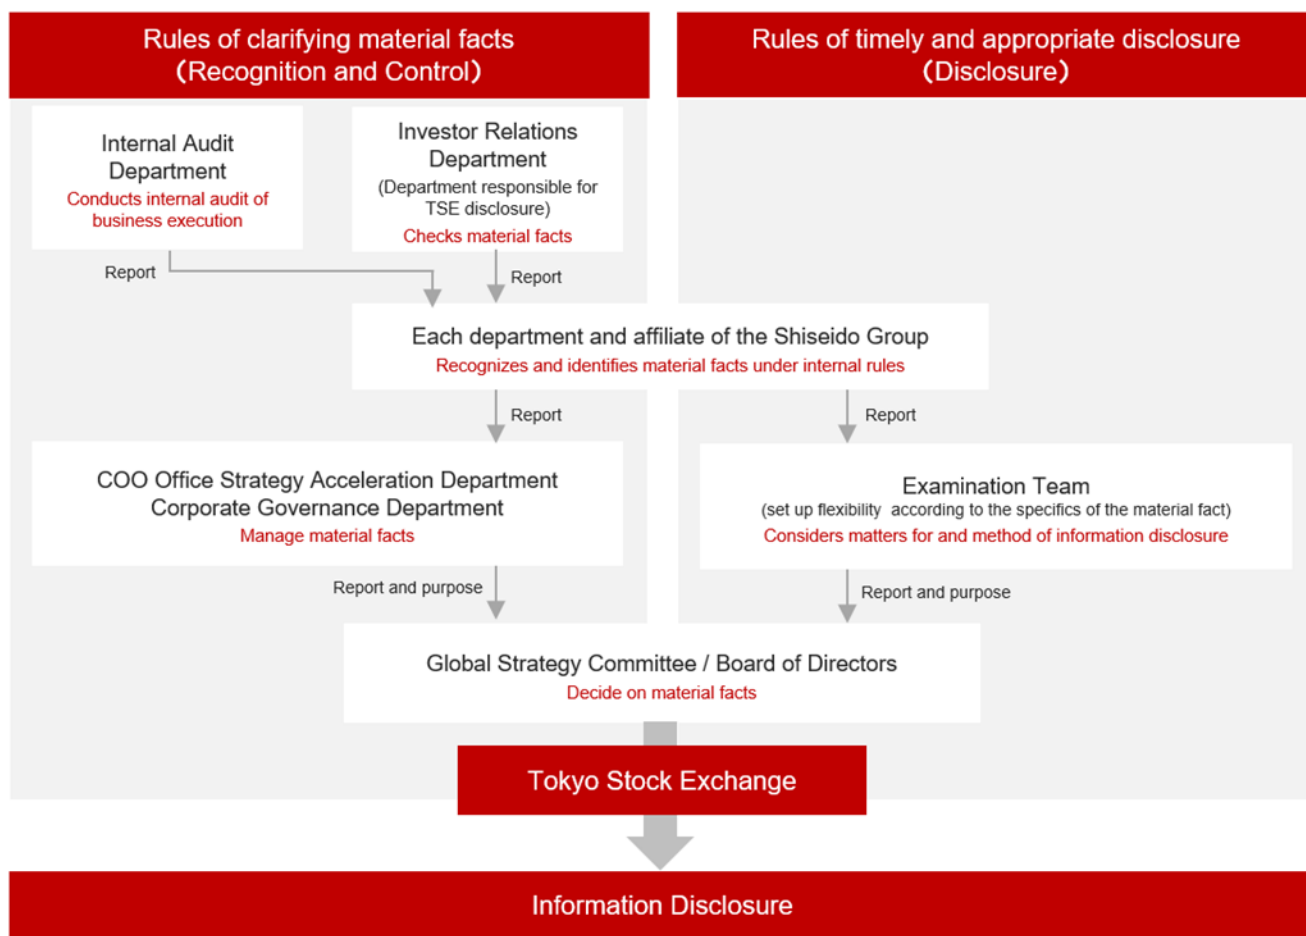 Rules of clarifying material facts
(Recognition and Control)
Rules of timely and appropriate disclosure
(Disclosure)
Internal Audit
Department
Conducts internal audit of
business execution
Investor Relations
Department
(Department responsible for
TSE disclosure)
Checks material facts
Report
Report
Each department and affiliate of the Shiseido Group
Recognizes and identifies material facts under internal rules
Report
Report
COO Office Strategy Acceleration Department
Corporate Governance Department
Manage material facts
Examination Team
(set up flexibility according to the specifics of the material fact)
Considers matters for and method of information disclosure
Report and purpose
Report and purpose
Global Strategy Committee / Board of Directors
Decide on material facts
Tokyo Stock Exchange
Information Disclosure